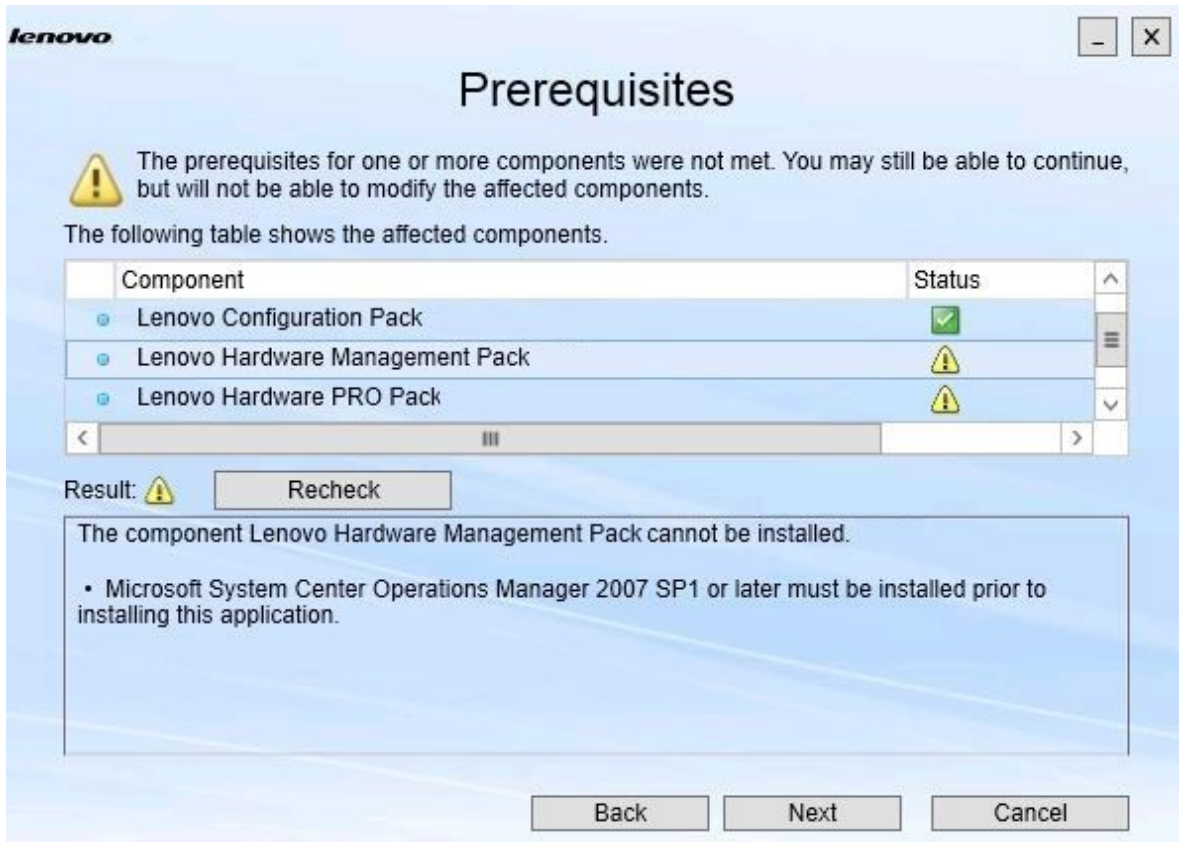 lenovo
Prerequisites
The prerequisites for one or more components were not met. You may still be able to continue,
but will not be able to modify the affected components.
The following table shows the affected components.
Component Status
Lenovo Configuration Pack
Lenovo Hardware Management Pack
Lenovo Hardware PRO Pack
Result: Recheck
The component Lenovo Hardware Management Pack cannot be installed.
• Microsoft System Center Operations Manager 2007 SP1 or later must be installed prior to
installing this application.
Back Next Cancel